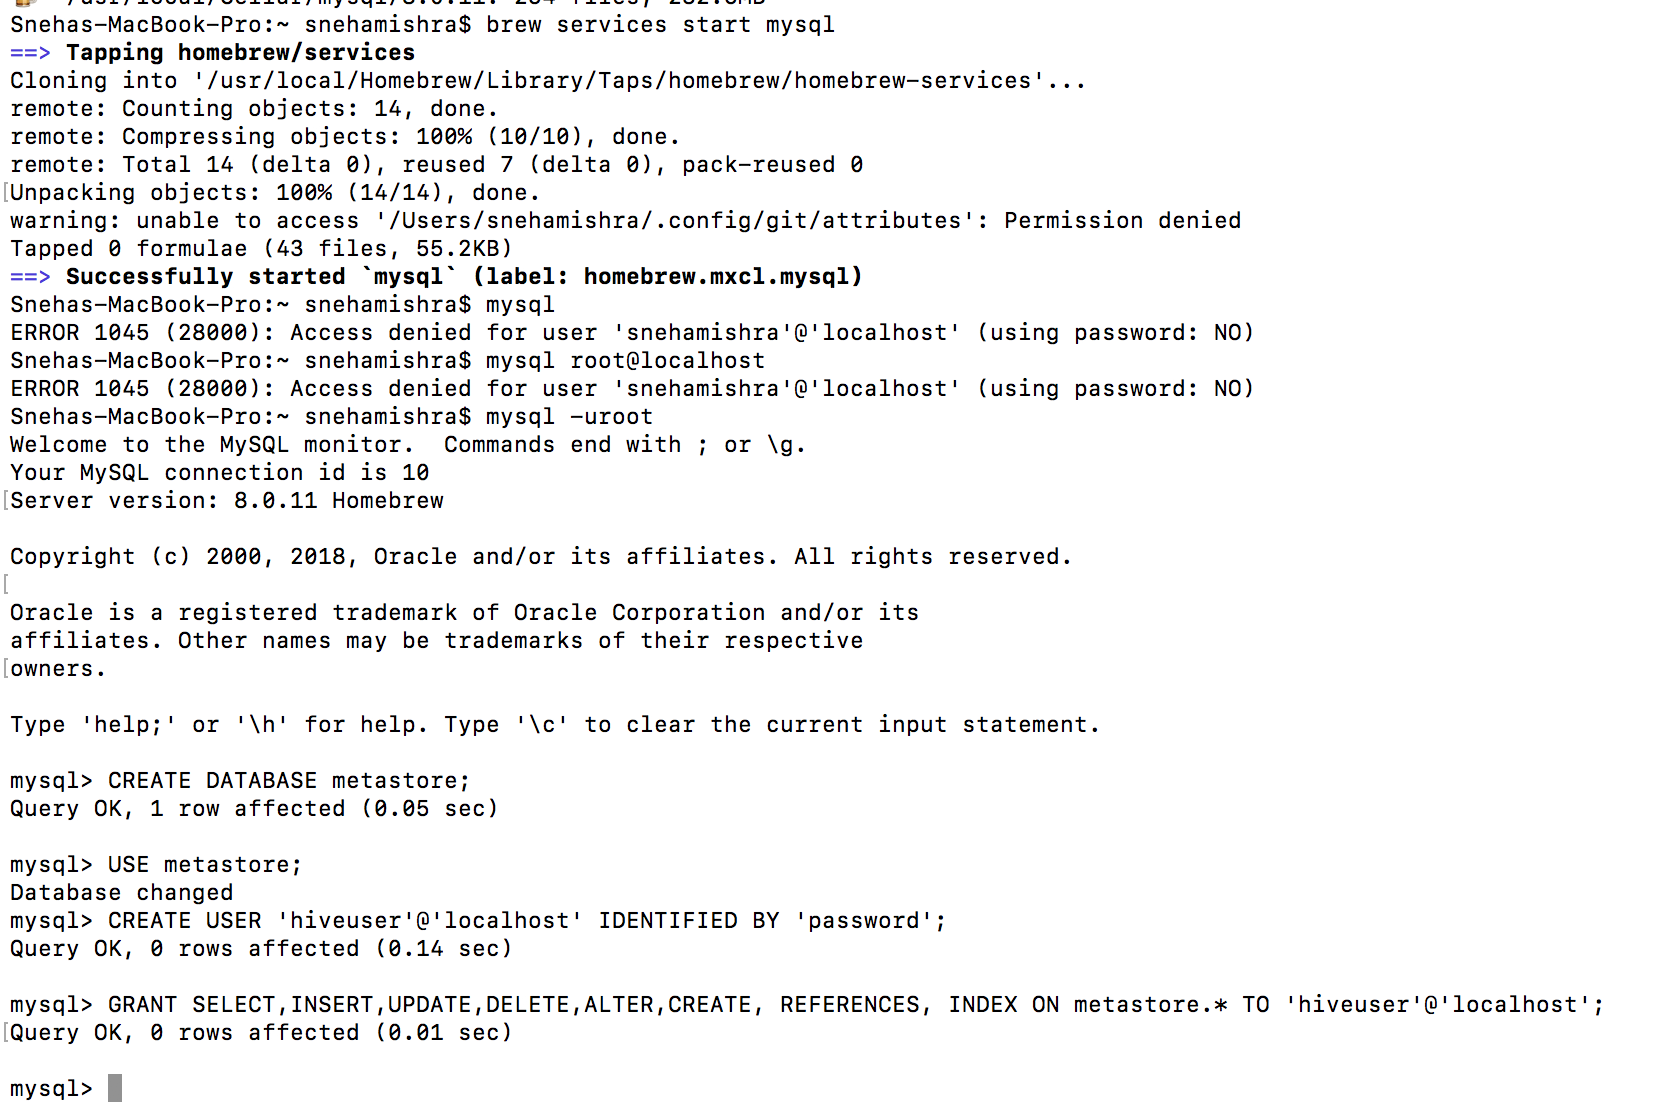 /usr/local/Cellar/mysql/8.0.11: 254 files, 232.6MB
Snehas-MacBook-Pro:~ snehamishra$ brew services start mysql
==> Tapping homebrew/services
Cloning into '/usr/local/Homebrew/Library/Taps/homebrew/homebrew-services'...
remote: Counting objects: 14, done.
remote: Compressing objects: 100% (10/10), done.
remote: Total 14 (delta 0), reused 7 (delta 0), pack-reused 0
[Unpacking objects: 100% (14/14), done.
warning: unable to access '/Users/snehamishra/.config/git/attributes': Permission denied
Tapped 0 formulae (43 files, 55.2KB)
==> Successfully started `mysql` (label: homebrew.mxcl.mysql)
Snehas-MacBook-Pro:~ snehamishra$ mysql
ERROR 1045 (28000): Access denied for user 'snehamishra'@'localhost' (using password: NO)
Snehas-MacBook-Pro:~ snehamishra$ mysql root@localhost
ERROR 1045 (28000): Access denied for user 'snehamishra'@'localhost' (using password: NO)
Snehas-MacBook-Pro:~ snehamishra$ mysql -uroot
Welcome to the MySQL monitor.  Commands end with ; or \g.
Your MySQL connection id is 10
[Server version: 8.0.11 Homebrew
Copyright (c) 2000, 2018, Oracle and/or its affiliates. All rights reserved.
[
Oracle is a registered trademark of Oracle Corporation and/or its
affiliates. Other names may be trademarks of their respective
[owners.
Type 'help;' or '\h' for help. Type '\c' to clear the current input statement.
mysql> CREATE DATABASE metastore;
Query OK, 1 row affected (0.05 sec)
mysql> USE metastore;
Database changed
mysql> CREATE USER 'hiveuser'@'localhost' IDENTIFIED BY 'password';
Query OK, 0 rows affected (0.14 sec)
mysql> GRANT SELECT,INSERT,UPDATE,DELETE,ALTER,CREATE, REFERENCES, INDEX ON metastore.* TO 'hiveuser'@'localhost';
[Query OK, 0 rows affected (0.01 sec)
mysql>